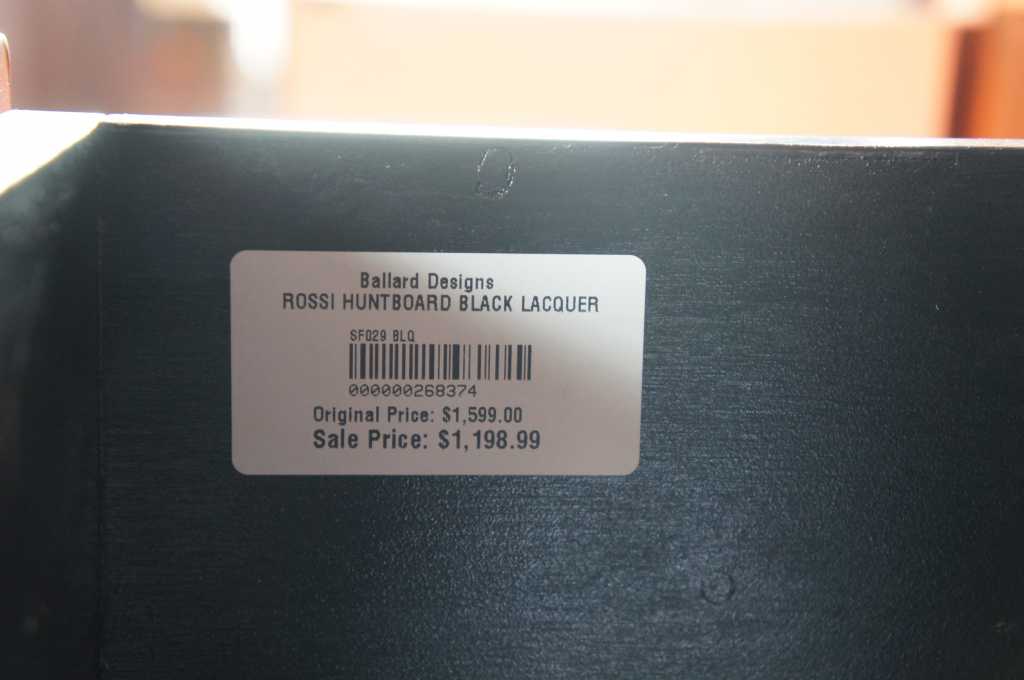 Ballard Designs
ROSSI HUNTBOARD BLACK LACQUER
SF029 BLQ
000000268374
Original Price: $1,599.00
Sale Price: $1,198.99